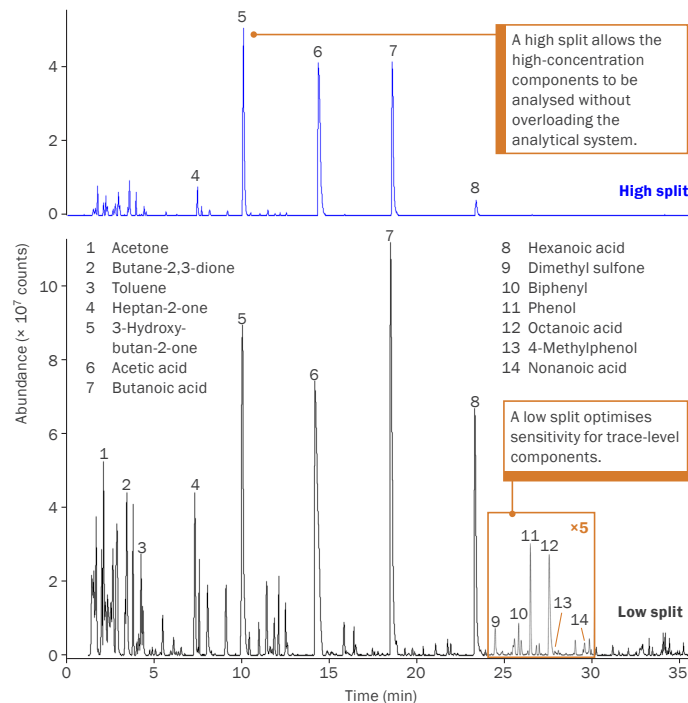 5
6
7
4
8
A high split allows the
high-concentration
components to be
analysed without
overloading the
analytical system.
High split
4
2
0
Abundance (× 10⁷ counts)
10
8
6
4
2
0
1 Acetone
2 Butane-2,3-dione
3 Toluene
4 Heptan-2-one
5 3-Hydroxy-
butan-2-one
6 Acetic acid
7 Butanoic acid
8 Hexanoic acid
9 Dimethyl sulfone
10 Biphenyl
11 Phenol
12 Octanoic acid
13 4-Methylphenol
14 Nonanoic acid
A low split optimises
sensitivity for trace-level
components.
×5
1
2
3
4
5
6
7
8
9
10
11
12
13
14
Low split
0 5 10 15 20 25 30 35
Time (min)